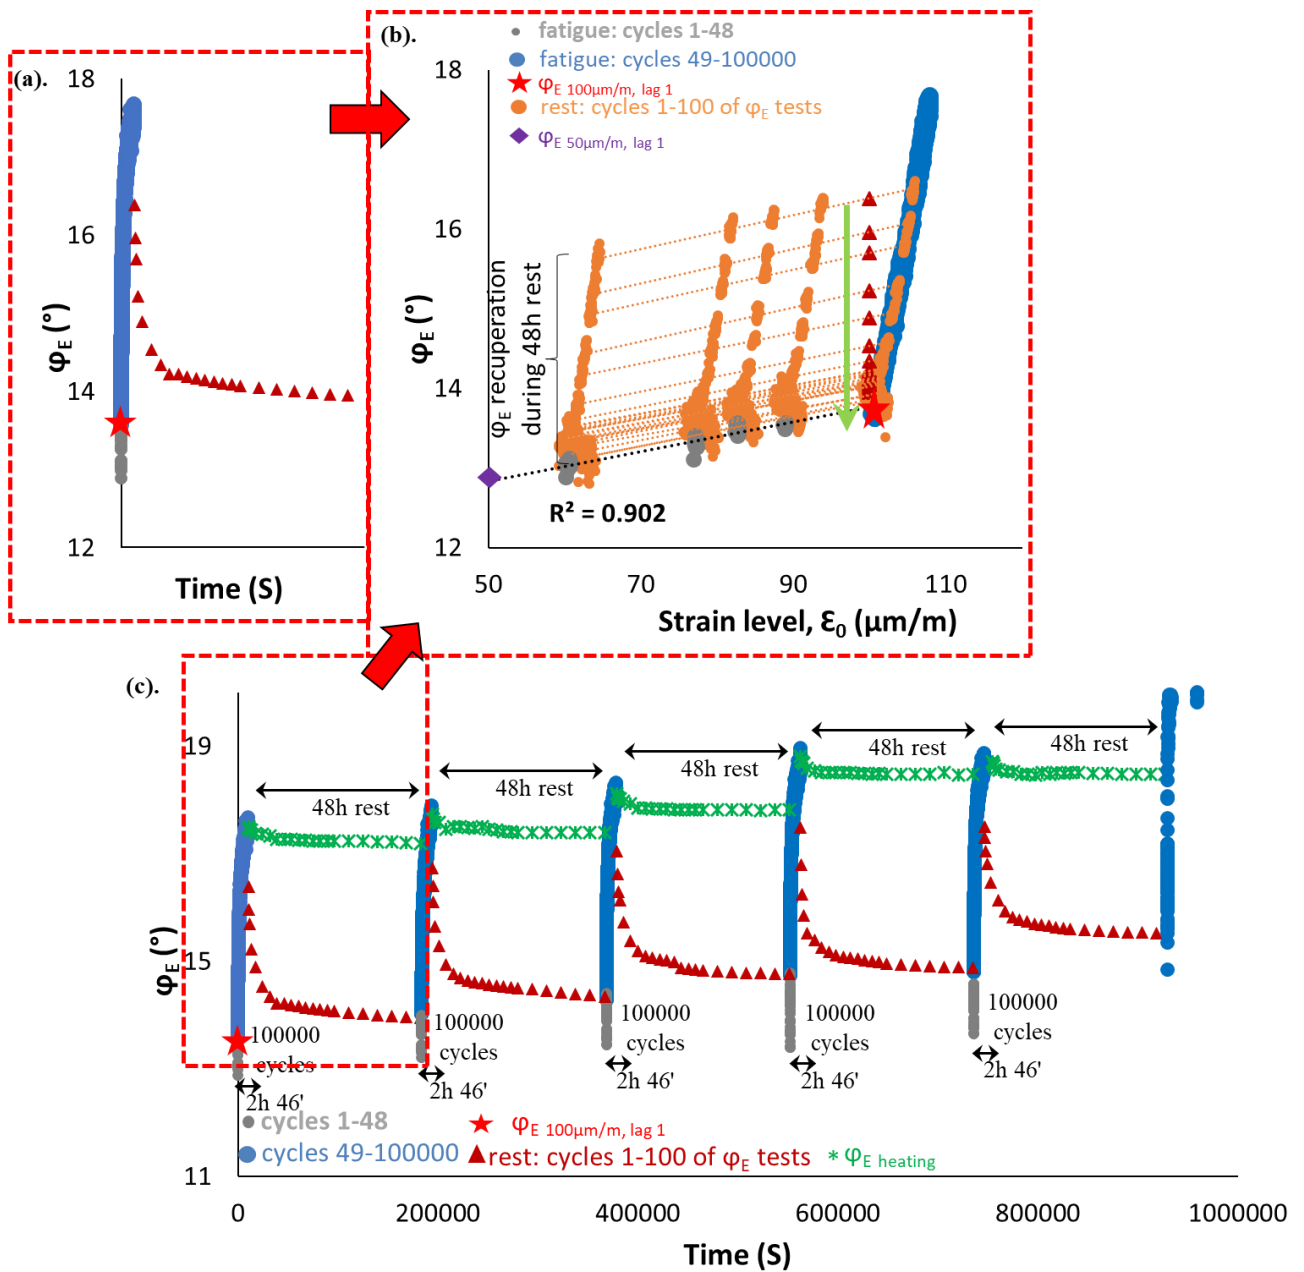 (a).
18
16
14
12
φE (°)
Time (S)
(b).
fatigue: cycles 1-48
fatigue: cycles 49-100000
φE 100µm/m, lag 1
rest: cycles 1-100 of φE tests
φE 50µm/m, lag 1
18
16
14
12
φE (°)
φE recuperation
during 48h rest
R² = 0.902
50
70
90
110
Strain level, Ɛ0 (µm/m)
(c).
19
15
11
φE (°)
48h rest
48h rest
48h rest
48h rest
48h rest
100000
cycles
2h 46'
100000
cycles
2h 46'
100000
cycles
2h 46'
100000
cycles
2h 46'
100000
cycles
2h 46'
cycles 1-48
φE 100µm/m, lag 1
cycles 49-100000
rest: cycles 1-100 of φE tests
φE heating
0
200000
400000
600000
800000
1000000
Time (S)